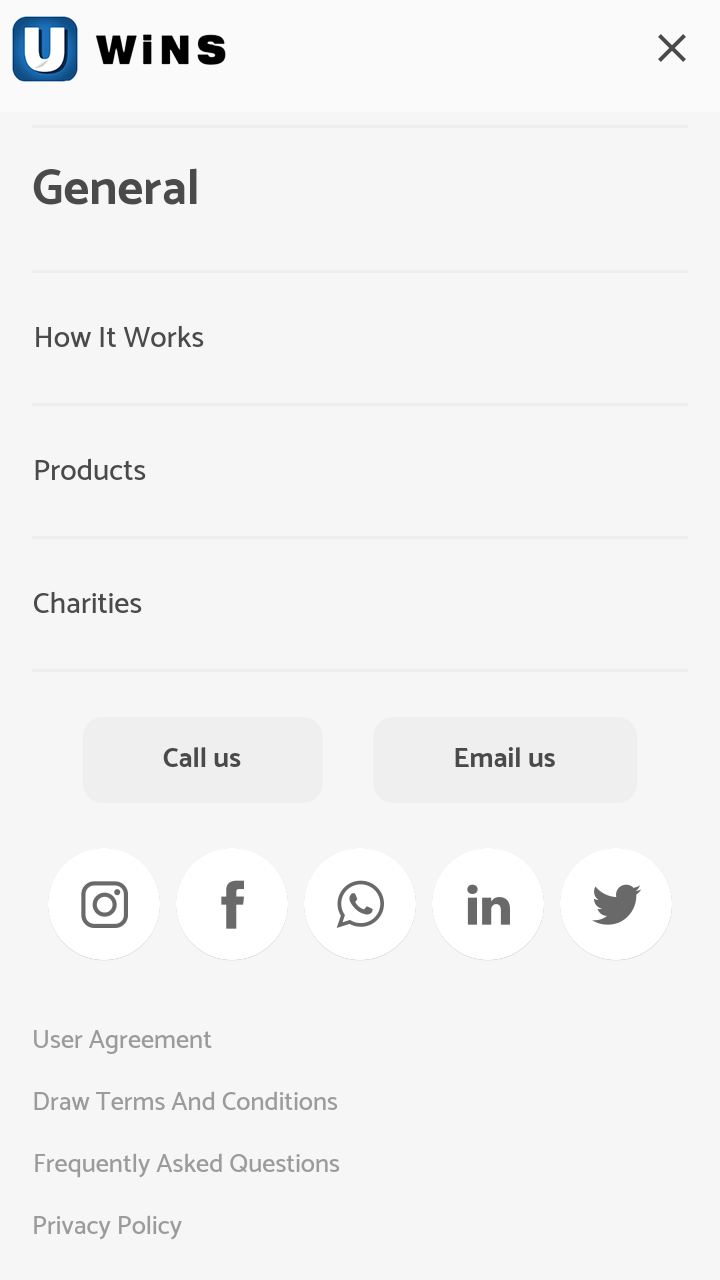 U WiNS
General
How It Works
Products
Charities
Call us
Email us
User Agreement
Draw Terms And Conditions
Frequently Asked Questions
Privacy Policy